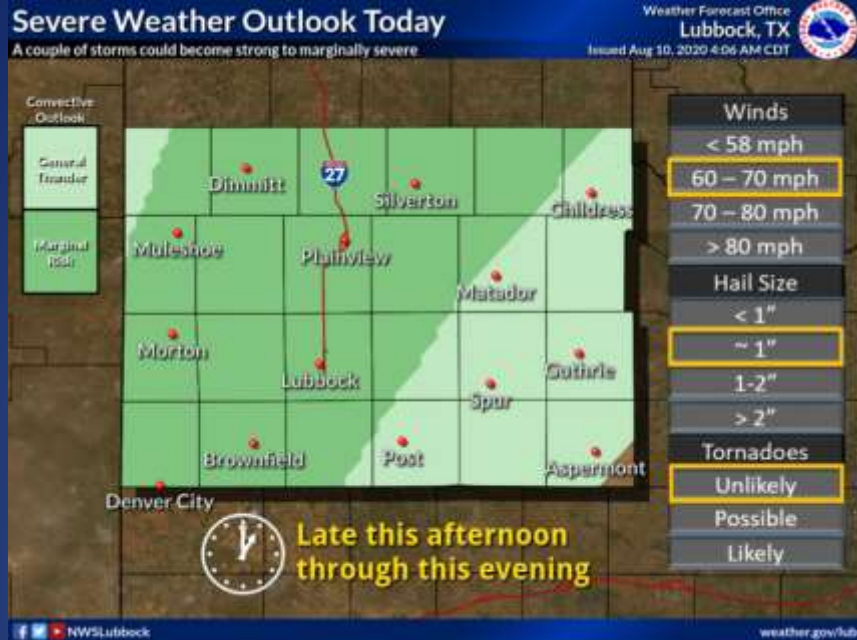 Severe Weather Outlook Today
A couple of storms could become strong to marginally severe
Weather Forecast Office
Lubbock, TX
Issued Aug 10, 2020 4:06 AM CDT
Convective
Outlook
General
Thunder
Marginal
Risk
27
Dimmitt
Silverton
Childress
Muleshoe
Plainview
Matador
Morton
Lubbock
Guthrie
Spur
Brownfield
Post
Aspermont
Denver City
Winds
< 58 mph
60 – 70 mph
70 – 80 mph
> 80 mph
Hail Size
< 1"
~ 1"
1-2"
> 2"
Tornadoes
Unlikely
Possible
Likely
Late this afternoon
through this evening
NWSLubbock
weather.gov/lub